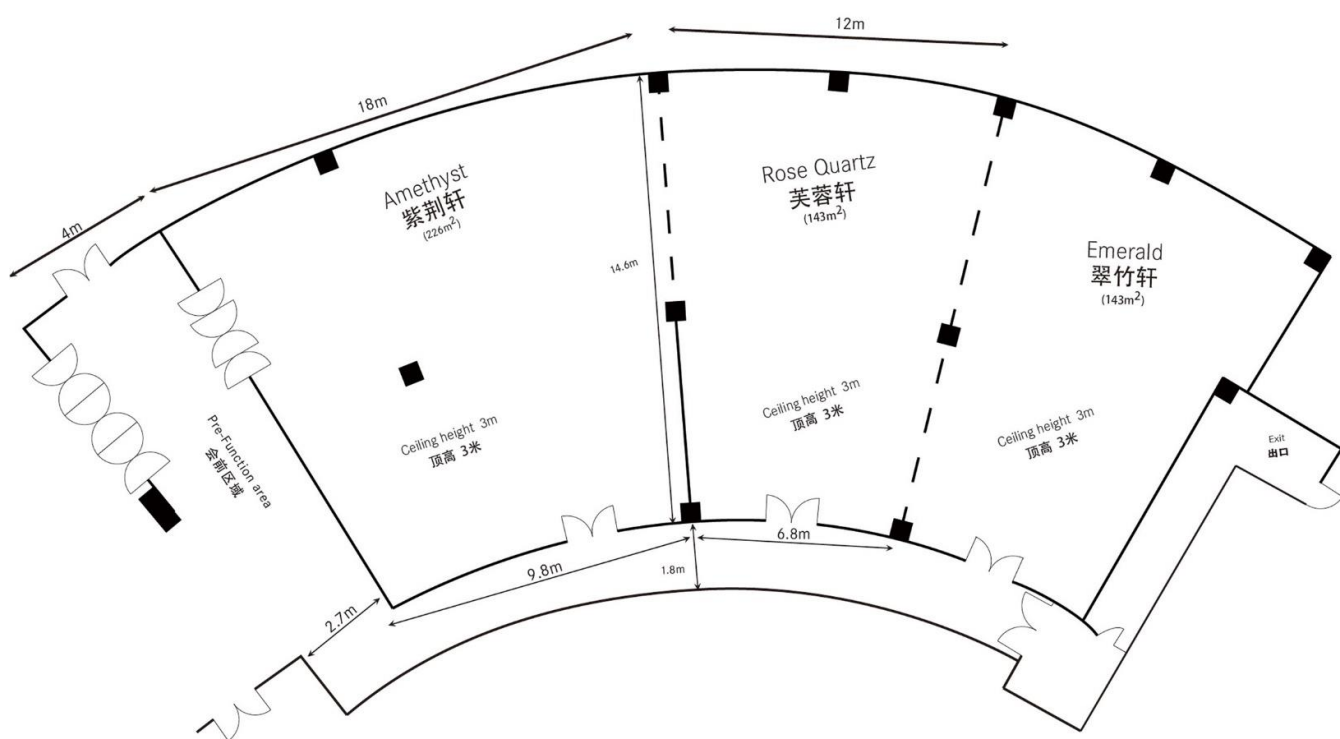 12m
18m
4m
Amethyst
紫荆轩
(226m²)
Rose Quartz
芙蓉轩
(143m²)
Emerald
翠竹轩
(143m²)
14.6m
Ceiling height 3m
顶高 3米
Ceiling height 3m
顶高 3米
Ceiling height 3m
顶高 3米
Pre-Function area
会前区域
Exit
出口
9.8m
6.8m
1.8m
2.7m